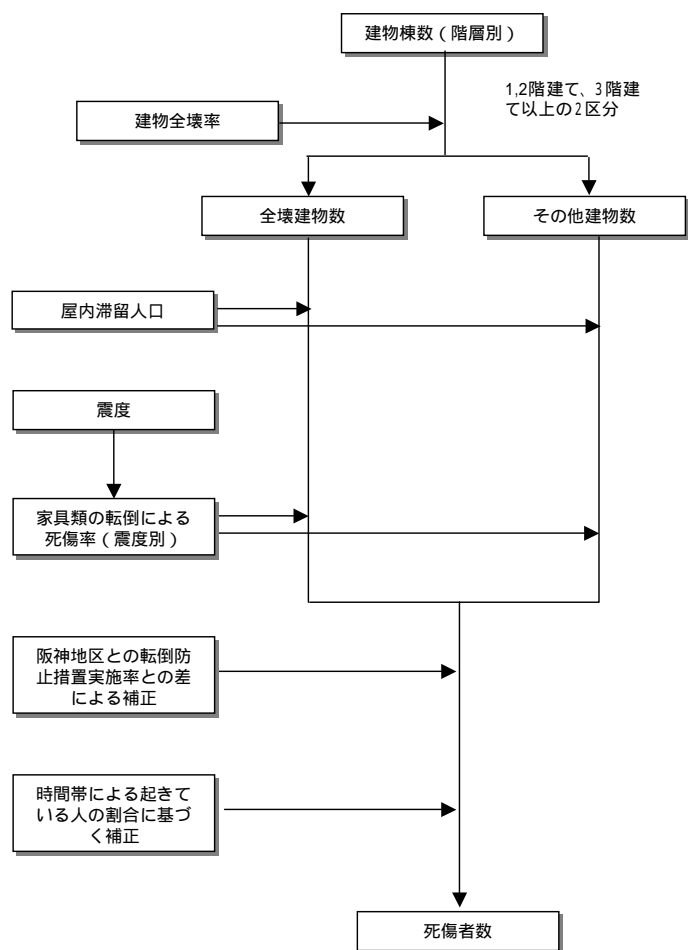 建物棟数（階層別）
1,2階建て、3階建
て以上の2区分
建物全壊率
全壊建物数
その他建物数
屋内滞留人口
震度
家具類の転倒による
死傷率（震度別）
阪神地区との転倒防
止措置実施率との差
による補正
時間帯による起きて
いる人の割合に基づ
く補正
死傷者数